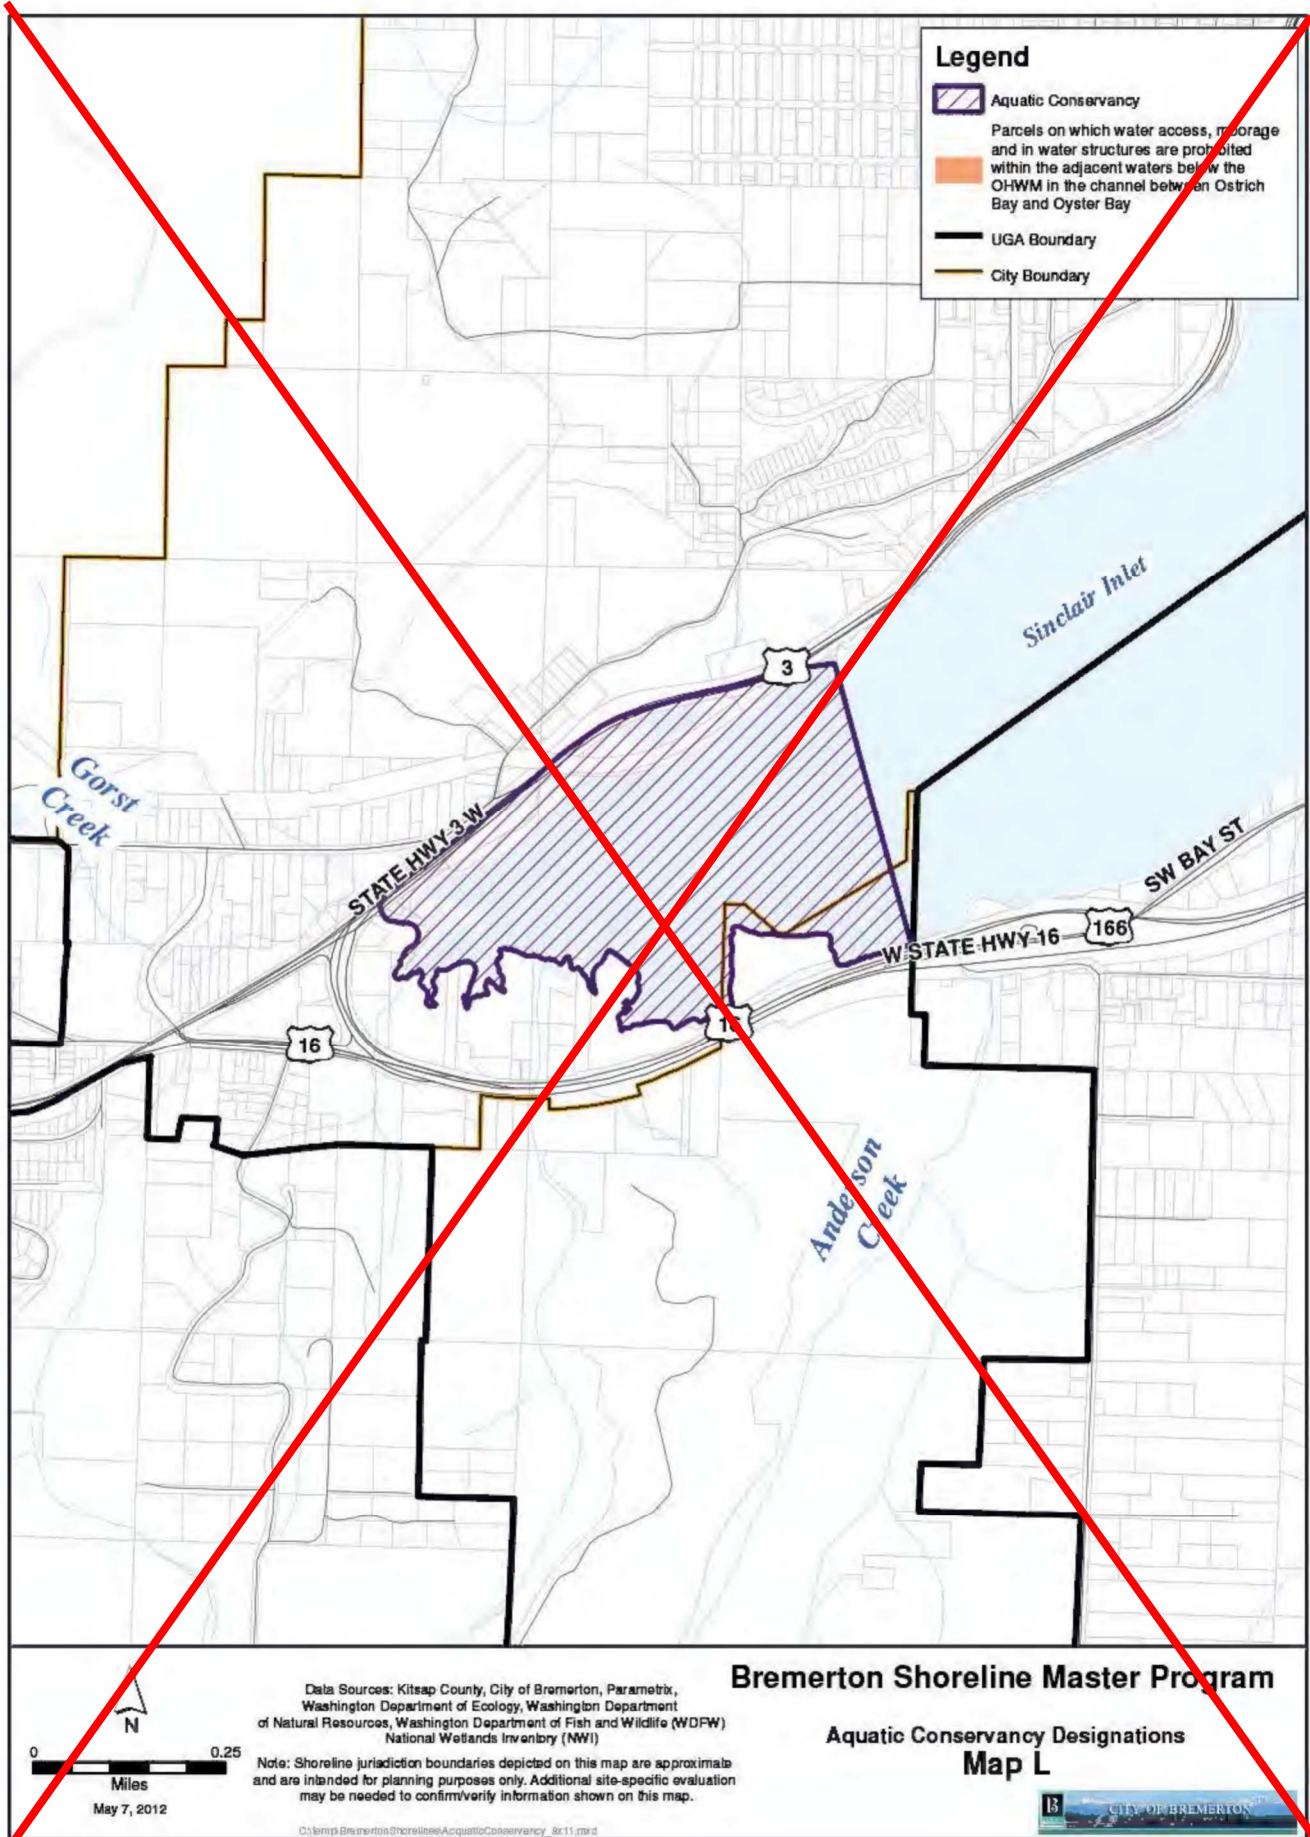 Legend
Aquatic Conservancy
Parcels on which water access, moorage
and in water structures are prohibited
within the adjacent waters below the
OHWM in the channel between Ostrich
Bay and Oyster Bay
UGA Boundary
City Boundary
Sinclair Inlet
3
Gorst
Creek
STATE HWY 3 W
SW BAY ST
166
W STATE HWY 16
16
16
Anderson
Creek
Bremerton Shoreline Master Program
Aquatic Conservancy Designations
Map L
Data Sources: Kitsap County, City of Bremerton, Parametrix,
Washington Department of Ecology, Washington Department
of Natural Resources, Washington Department of Fish and Wildlife (WDFW)
National Wetlands Inventory (NWI)
Note: Shoreline jurisdiction boundaries depicted on this map are approximate
and are intended for planning purposes only. Additional site-specific evaluation
may be needed to confirm/verify information shown on this map.
N
0 0.25
Miles
May 7, 2012
CITY OF BREMERTON